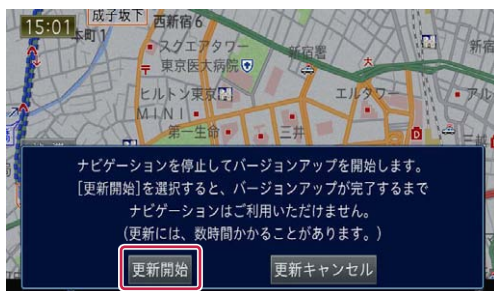 15:01
成子坂下
西新宿6
本町1
スクエアタワー
東京医大病院
新宿署
新宿
大
ヒルトン東京
エルタワー
アル
MINI
第一生命
三井
D
ナビゲーションを停止してバージョンアップを開始します。
[更新開始]を選択すると、バージョンアップが完了するまで
ナビゲーションはご利用いただけません。
(更新には、数時間かかることがあります。)
更新開始
更新キャンセル